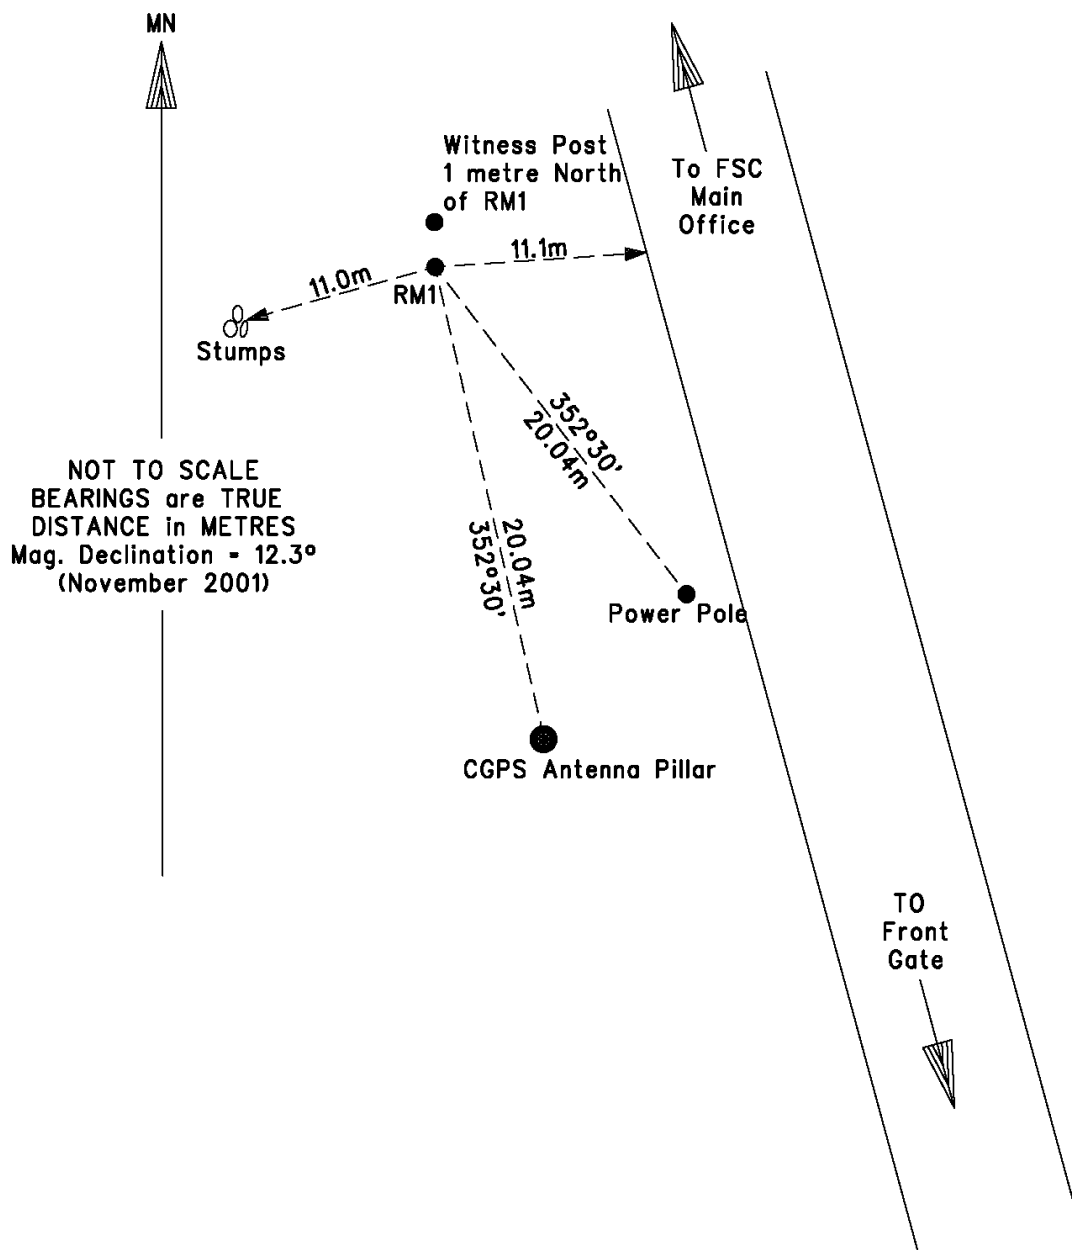 MN
Witness Post
1 metre North
of RM1
To FSC
Main
Office
11.1m
11.0m
RM1
Stumps
352°30'
20.04m
NOT TO SCALE
BEARINGS are TRUE
DISTANCE in METRES
Mag. Declination = 12.3°
(November 2001)
20.04m
352°30'
Power Pole
CGPS Antenna Pillar
TO
Front
Gate